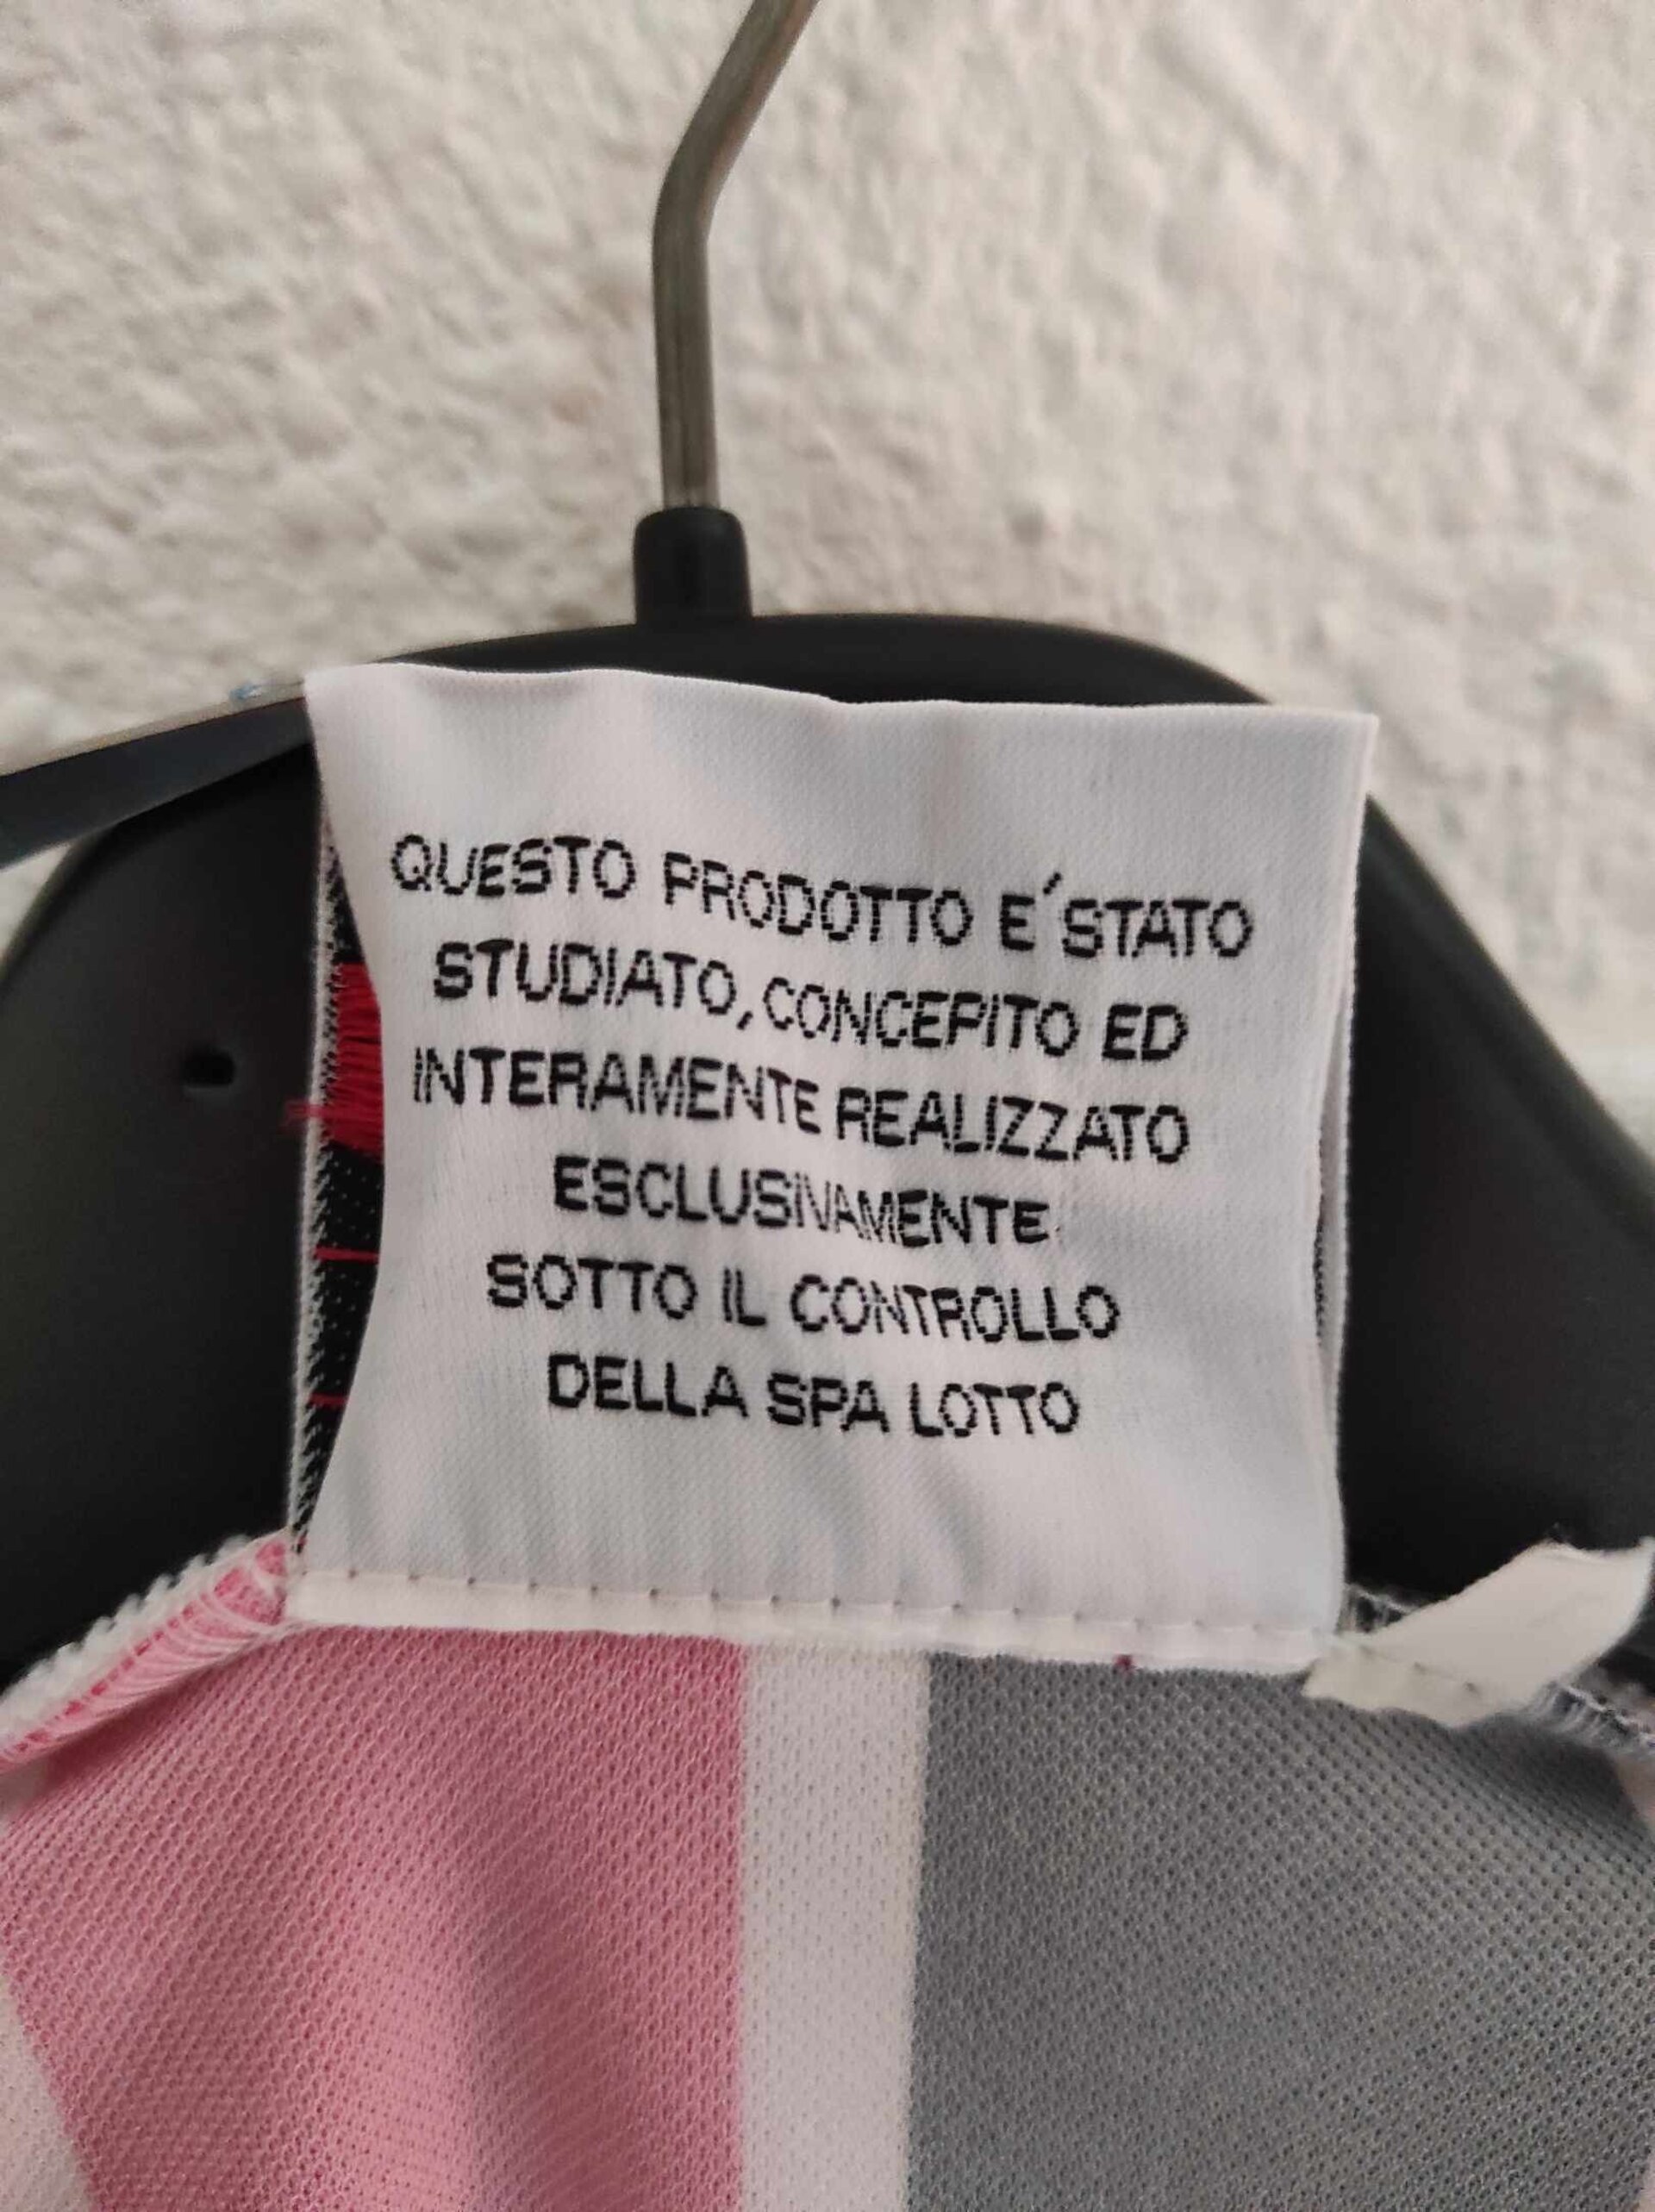 QUESTO PRODOTTO E´ STATO
STUDIATO, CONCEPITO ED
INTERAMENTE REALIZZATO
ESCLUSIVAMENTE
SOTTO IL CONTROLLO
DELLA SPA LOTTO